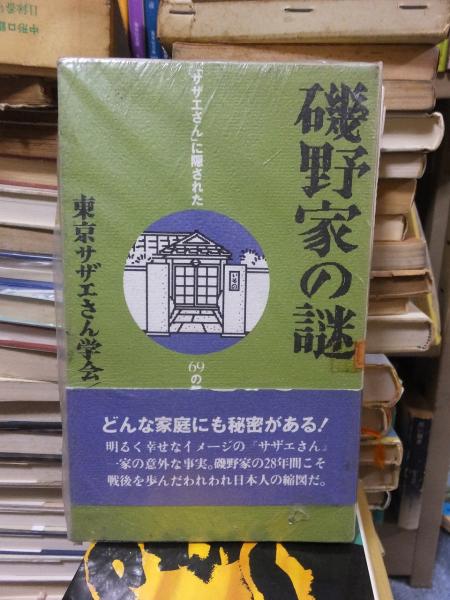 磯野家の謎
「サザエさん」に隠された
69の
東京サザエさん学会
いその
どんな家庭にも秘密がある!
明るく幸せなイメージの「サザエさん」
一家の意外な事実。磯野家の28年間こそ
戦後を歩んだわれわれ日本人の縮図だ。